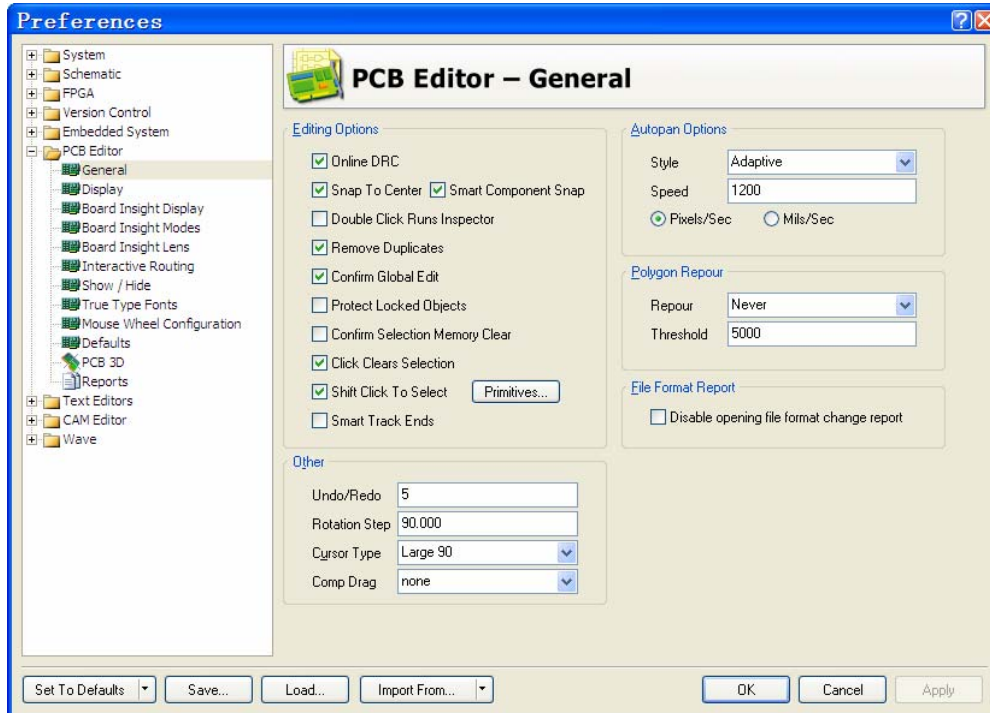 Preferences
System
Schematic
FPGA
Version Control
Embedded System
PCB Editor
General
Display
Board Insight Display
Board Insight Modes
Board Insight Lens
Interactive Routing
Show / Hide
True Type Fonts
Mouse Wheel Configuration
Defaults
PCB 3D
Reports
Text Editors
CAM Editor
Wave
PCB Editor – General
Editing Options
Online DRC
Snap To Center Smart Component Snap
Double Click Runs Inspector
Remove Duplicates
Confirm Global Edit
Protect Locked Objects
Confirm Selection Memory Clear
Click Clears Selection
Shift Click To Select Primitives...
Smart Track Ends
Other
Undo/Redo 5
Rotation Step 90.000
Cursor Type Large 90
Comp Drag none
Autopan Options
Style Adaptive
Speed 1200
Pixels/Sec Mils/Sec
Polygon Repour
Repour Never
Threshold 5000
File Format Report
Disable opening file format change report
Set To Defaults Save... Load... Import From... OK Cancel Apply